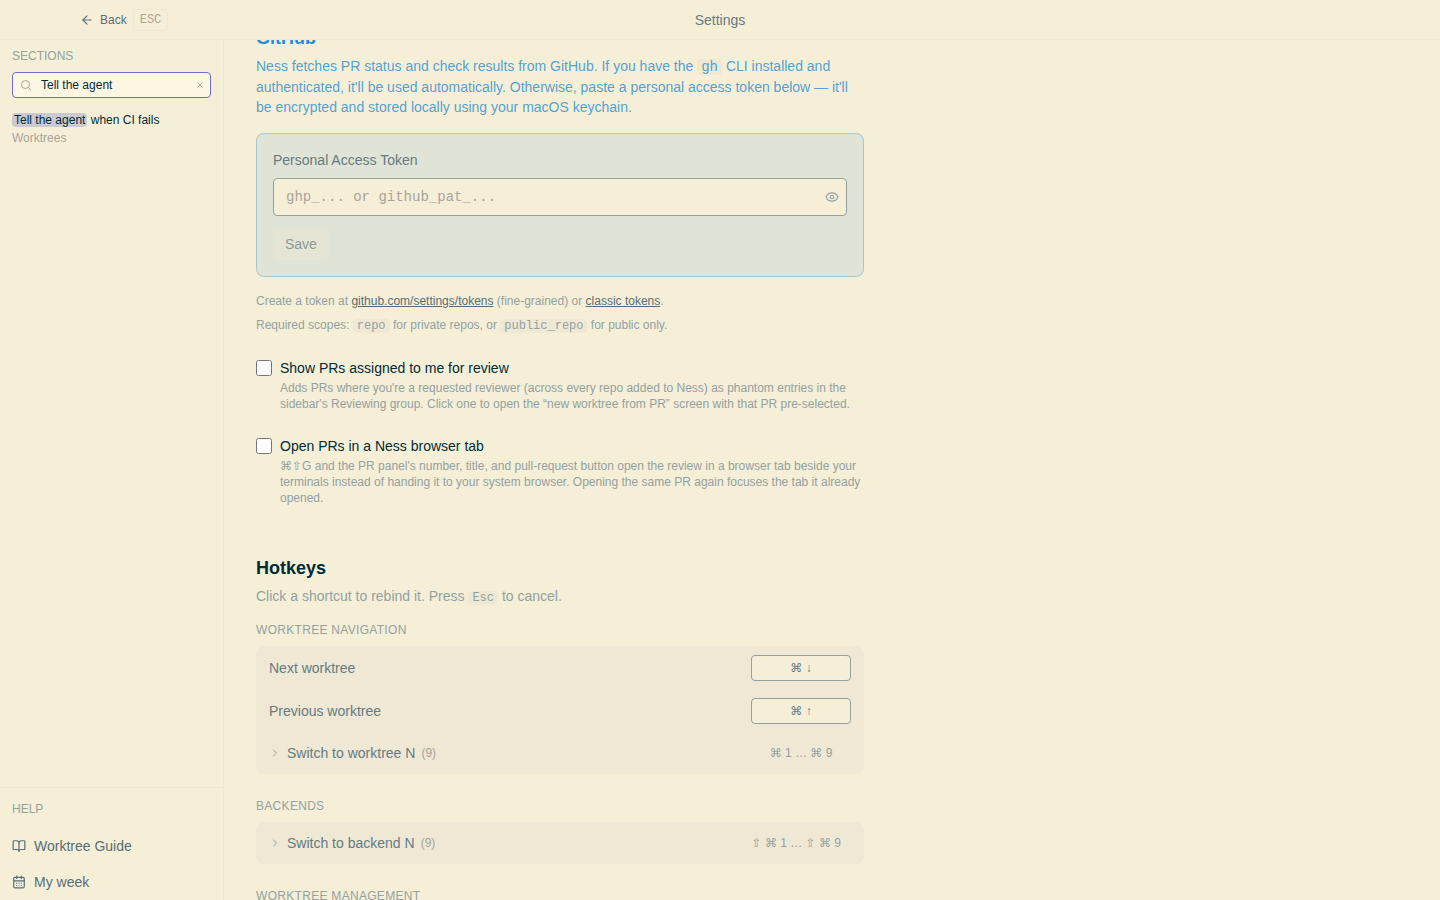 Back ESC
Settings
SECTIONS
Tell the agent
Tell the agent when CI fails
Worktrees
HELP
Worktree Guide
My week
GitHub
Ness fetches PR status and check results from GitHub. If you have the gh CLI installed and
authenticated, it'll be used automatically. Otherwise, paste a personal access token below — it'll
be encrypted and stored locally using your macOS keychain.
Personal Access Token
ghp_... or github_pat_...
Save
Create a token at github.com/settings/tokens (fine-grained) or classic tokens.
Required scopes: repo for private repos, or public_repo for public only.
Show PRs assigned to me for review
Adds PRs where you're a requested reviewer (across every repo added to Ness) as phantom entries in the
sidebar's Reviewing group. Click one to open the “new worktree from PR” screen with that PR pre-selected.
Open PRs in a Ness browser tab
⌘⇧G and the PR panel's number, title, and pull-request button open the review in a browser tab beside your
terminals instead of handing it to your system browser. Opening the same PR again focuses the tab it already
opened.
Hotkeys
Click a shortcut to rebind it. Press Esc to cancel.
WORKTREE NAVIGATION
Next worktree ⌘ ↓
Previous worktree ⌘ ↑
Switch to worktree N (9) ⌘ 1 … ⌘ 9
BACKENDS
Switch to backend N (9) ⇧ ⌘ 1 … ⇧ ⌘ 9
WORKTREE MANAGEMENT